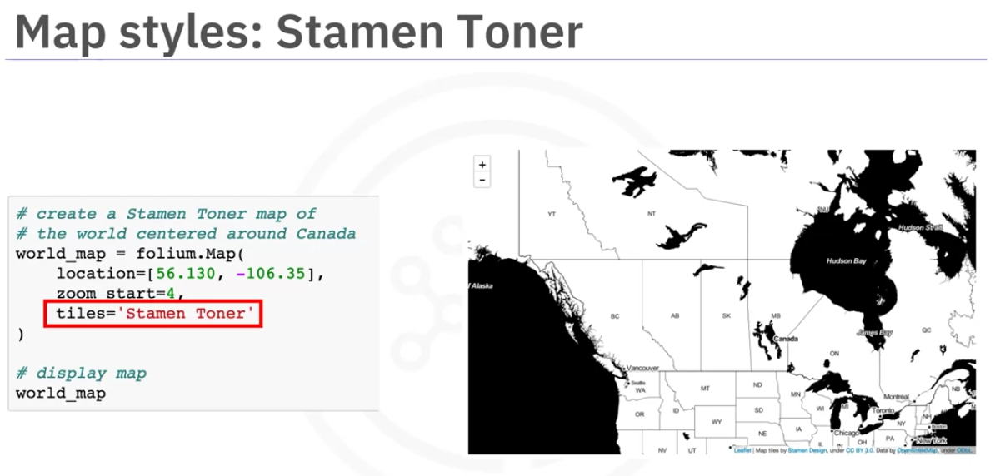 Map styles: Stamen Toner
# create a Stamen Toner map of
# the world centered around Canada
world_map = folium.Map(
location=[56.130, -106.35],
zoom_start=4,
tiles='Stamen Toner'
)
# display map
world_map
+
-
YT
NT
NU
Hudson Strait
Hudson Bay
f Alaska
BC
AB
SK
MB
Canada
James Bay
QC
ON
Vancouver
Seattle
WA
MT
ND
MN
Montréal
NB
OR
ID
SD
WI
MI
Toronto
NH
WY
IA
NY
Boston
NE
Chicago
PA
New York
NV
UT
IL
IN
OH
Leaflet | Map tiles by Stamen Design, under CC BY 3.0. Data by OpenStreetMap, under ODbL.